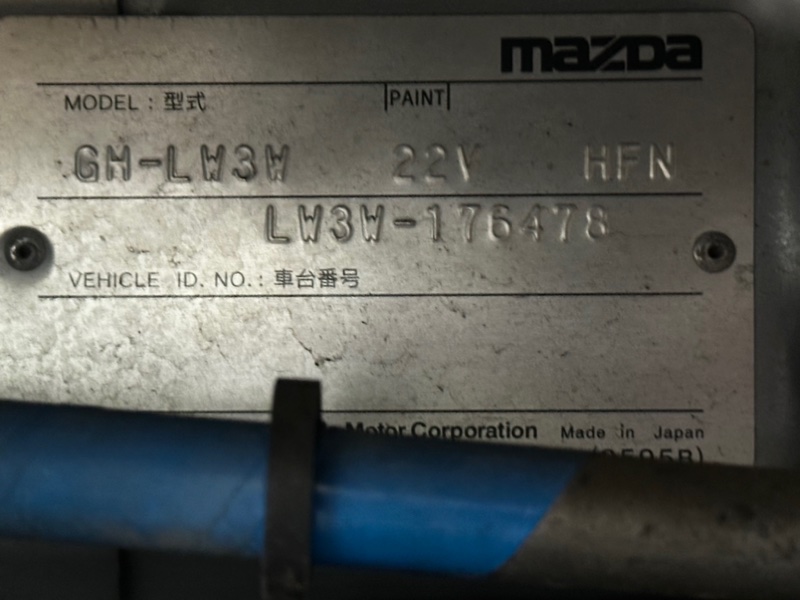 mazda
MODEL : 型式 PAINT
GH-LW3W 22V HFN
LW3W-176478
VEHICLE ID. NO. : 車台番号
Motor Corporation Made in Japan